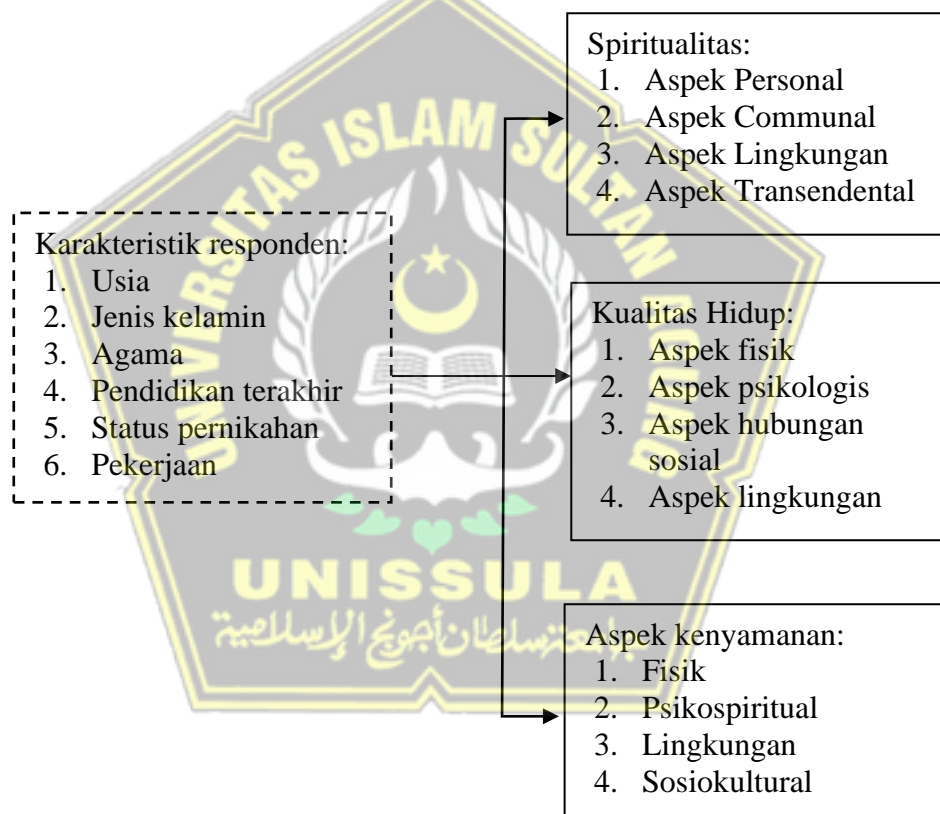 Spiritualitas:
1. Aspek Personal
2. Aspek Communal
3. Aspek Lingkungan
4. Aspek Transendental
Karakteristik responden:
1. Usia
2. Jenis kelamin
3. Agama
4. Pendidikan terakhir
5. Status pernikahan
6. Pekerjaan
Kualitas Hidup:
1. Aspek fisik
2. Aspek psikologis
3. Aspek hubungan
sosial
4. Aspek lingkungan
Aspek kenyamanan:
1. Fisik
2. Psikospiritual
3. Lingkungan
4. Sosiokultural
UNIVERSITAS ISLAM SULTAN AGUNG
UNISSULA
جامعة سلطان أجونج الإسلامية